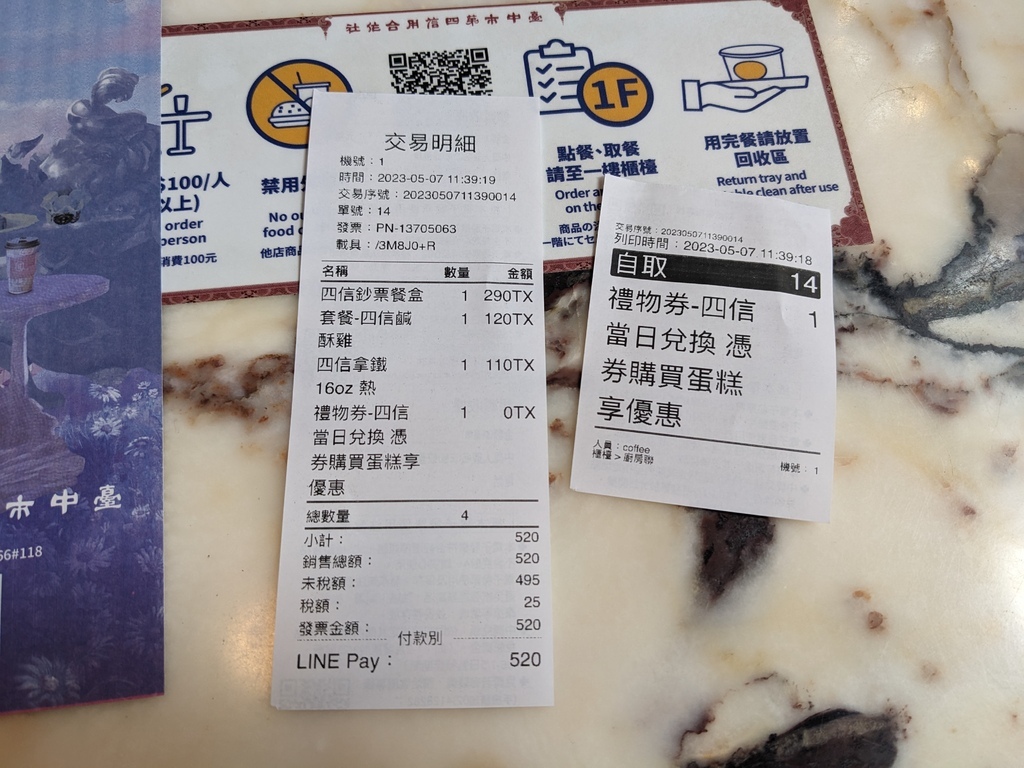 臺中市第四信用合作社
$100/人
以上)
order
person
消費100元
禁用
No ou
food
他店商品
1F
點餐、取餐
請至一樓櫃檯
Order
on the
商品の
一階にてセ
用完餐請放置
回收區
Return tray and
table clean after use
交易明細
機號：1
時間：2023-05-07 11:39:19
交易序號：2023050711390014
單號：14
發票：PN-13705063
載具：/3M8J0+R
名稱 數量 金額
四信鈔票餐盒 1 290TX
套餐-四信鹹 1 120TX
酥雞
四信拿鐵 1 110TX
16oz 熱
禮物券-四信 1 0TX
當日兌換 憑
券購買蛋糕享
優惠
總數量 4
小計： 520
銷售總額： 520
未稅額： 495
稅額： 25
發票金額： 520
付款別
LINE Pay： 520
交易序號：2023050711390014
列印時間：2023-05-07 11:39:18
自取 14
禮物券-四信 1
當日兌換 憑
券購買蛋糕
享優惠
人員：coffee
櫃檯 > 廚房聯 機號：1
臺中市
66#118